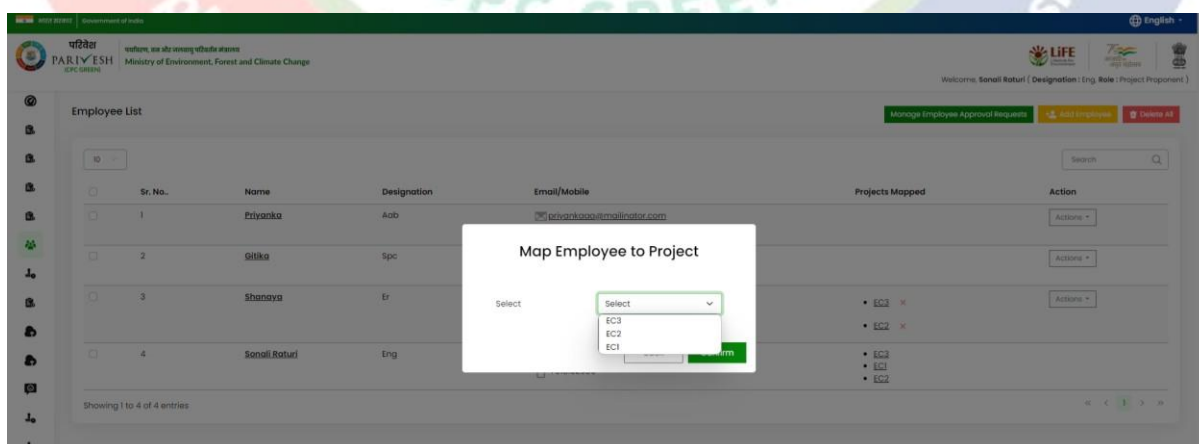 भारत सरकार Government of India
English
परिवेश
PARIVESH
(CPC GREEN)
पर्यावरण, वन और जलवायु परिवर्तन मंत्रालय
Ministry of Environment, Forest and Climate Change
LiFE
Welcome, Sonali Raturi ( Designation : Eng, Role : Project Proponent )
Employee List
Manage Employee Approval Requests
Add Employee
Delete All
10
Search
Sr. No.. Name Designation Email/Mobile Projects Mapped Action
1 Priyanka Aab priyankaaa@mailinator.com Actions
2 Gitika Spc Actions
3 Shanaya Er EC3 Actions
EC2
4 Sonali Raturi Eng EC3
EC1
EC2
Map Employee to Project
Select Select
EC3
EC2
EC1
Showing 1 to 4 of 4 entries
« < 1 > »